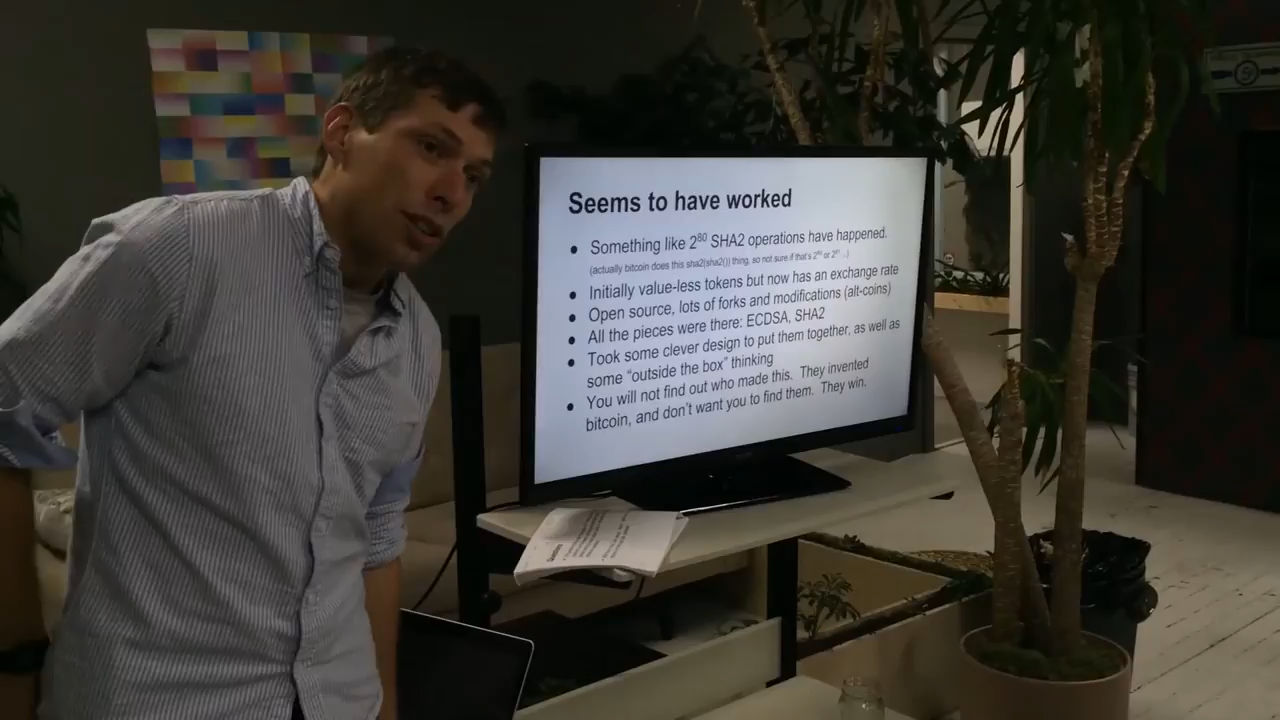 Seems to have worked
● Something like 2⁸⁰ SHA2 operations have happened.
(actually bitcoin does this sha2(sha2()) thing, so not sure if that's 2⁸⁰ or 2⁸¹ ...)
● Initially value-less tokens but now has an exchange rate
● Open source, lots of forks and modifications (alt-coins)
● All the pieces were there: ECDSA, SHA2
● Took some clever design to put them together, as well as
some "outside the box" thinking
● You will not find out who made this. They invented
bitcoin, and don't want you to find them. They win.